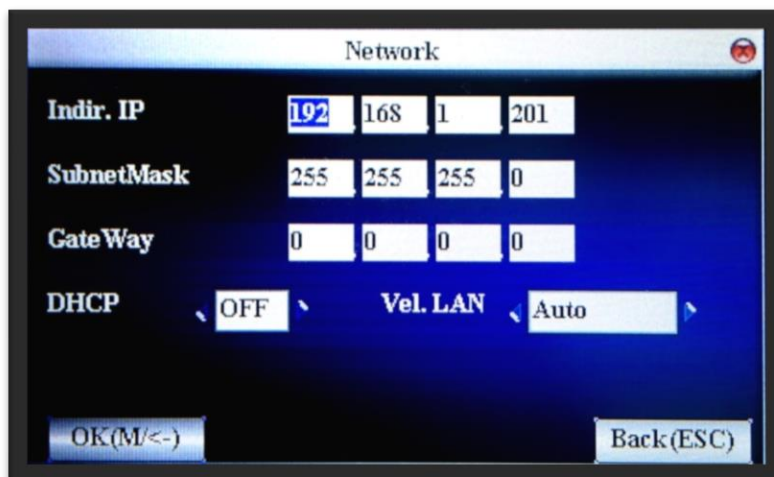 Network
Indir. IP 192 168 1 201
SubnetMask 255 255 255 0
GateWay 0 0 0 0
DHCP OFF Vel. LAN Auto
OK(M/<-) Back(ESC)